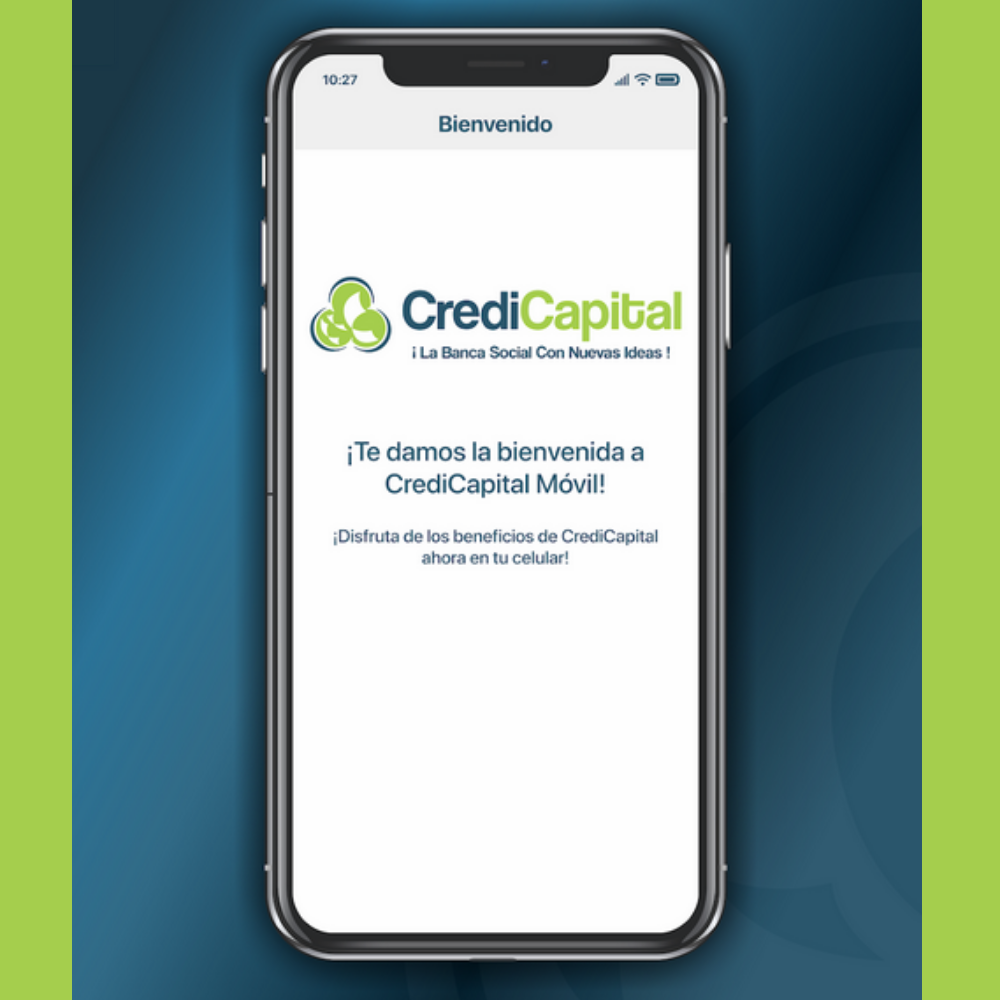 10:27
Bienvenido
CrediCapital
¡ La Banca Social Con Nuevas Ideas !
¡Te damos la bienvenida a
CrediCapital Móvil!
¡Disfruta de los beneficios de CrediCapital
ahora en tu celular!